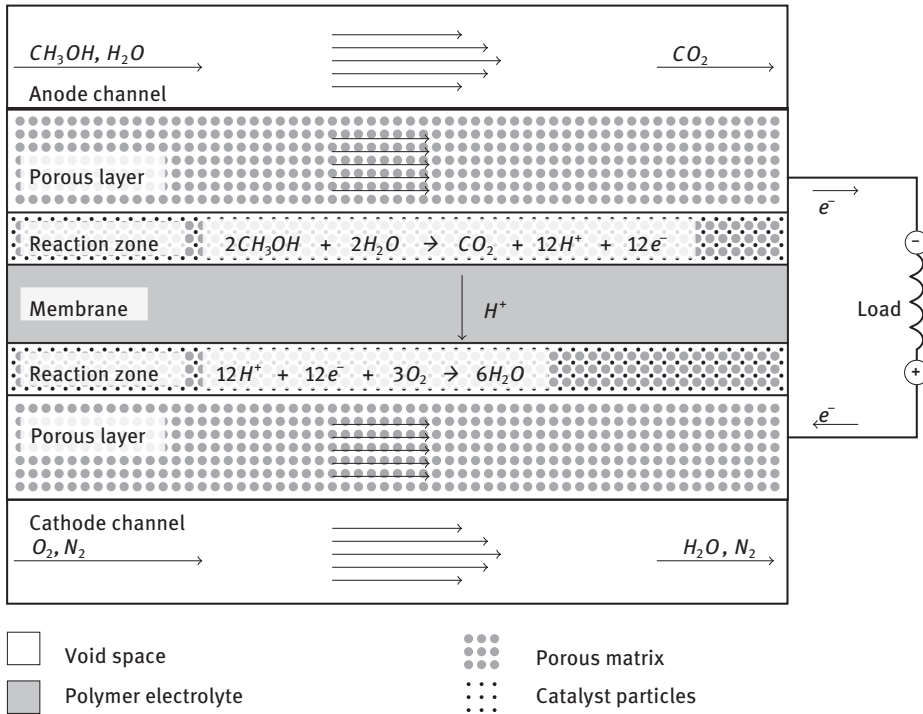 CH₃OH, H₂O
CO₂
Anode channel
Porous layer
e⁻
Reaction zone
2CH₃OH + 2H₂O → CO₂ + 12H⁺ + 12e⁻
−
Membrane
H⁺
Load
Reaction zone
12H⁺ + 12e⁻ + 3O₂ → 6H₂O
+
Porous layer
e⁻
Cathode channel
O₂, N₂
H₂O, N₂
Void space
Porous matrix
Polymer electrolyte
Catalyst particles